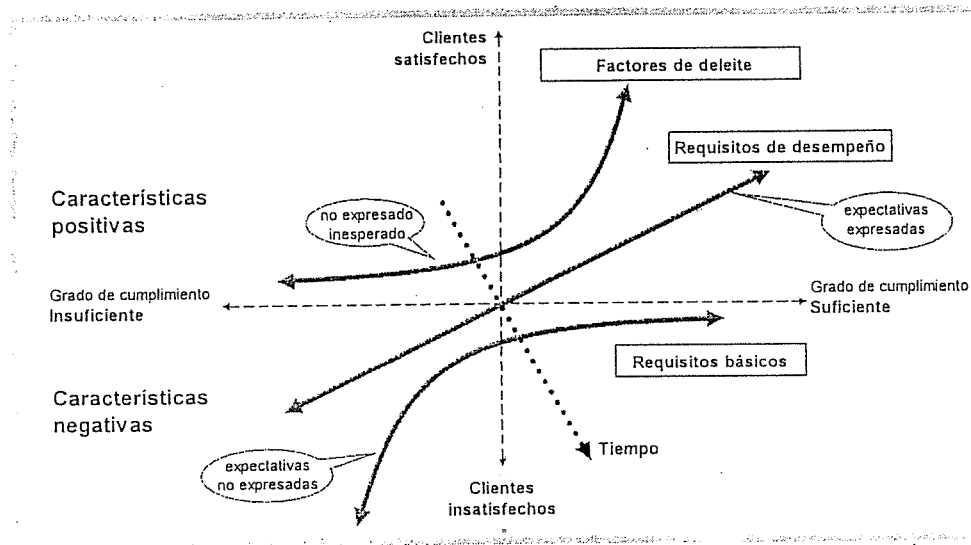 Clientes
satisfechos
Factores de deleite
Requisitos de desempeño
Características
positivas
no expresado
inesperado
expectativas
expresadas
Grado de cumplimiento
Insuficiente
Grado de cumplimiento
Suficiente
Requisitos básicos
Características
negativas
Tiempo
expectativas
no expresadas
Clientes
insatisfechos